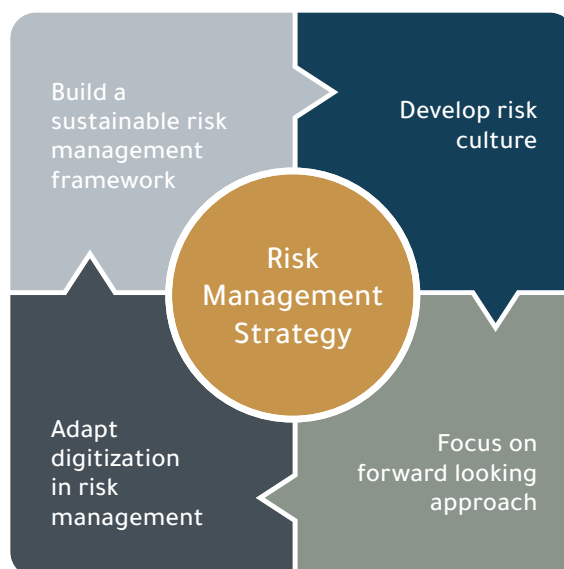 Build a
sustainable risk
management
framework
Develop risk
culture
Risk
Management
Strategy
Adapt
digitization
in risk
management
Focus on
forward looking
approach